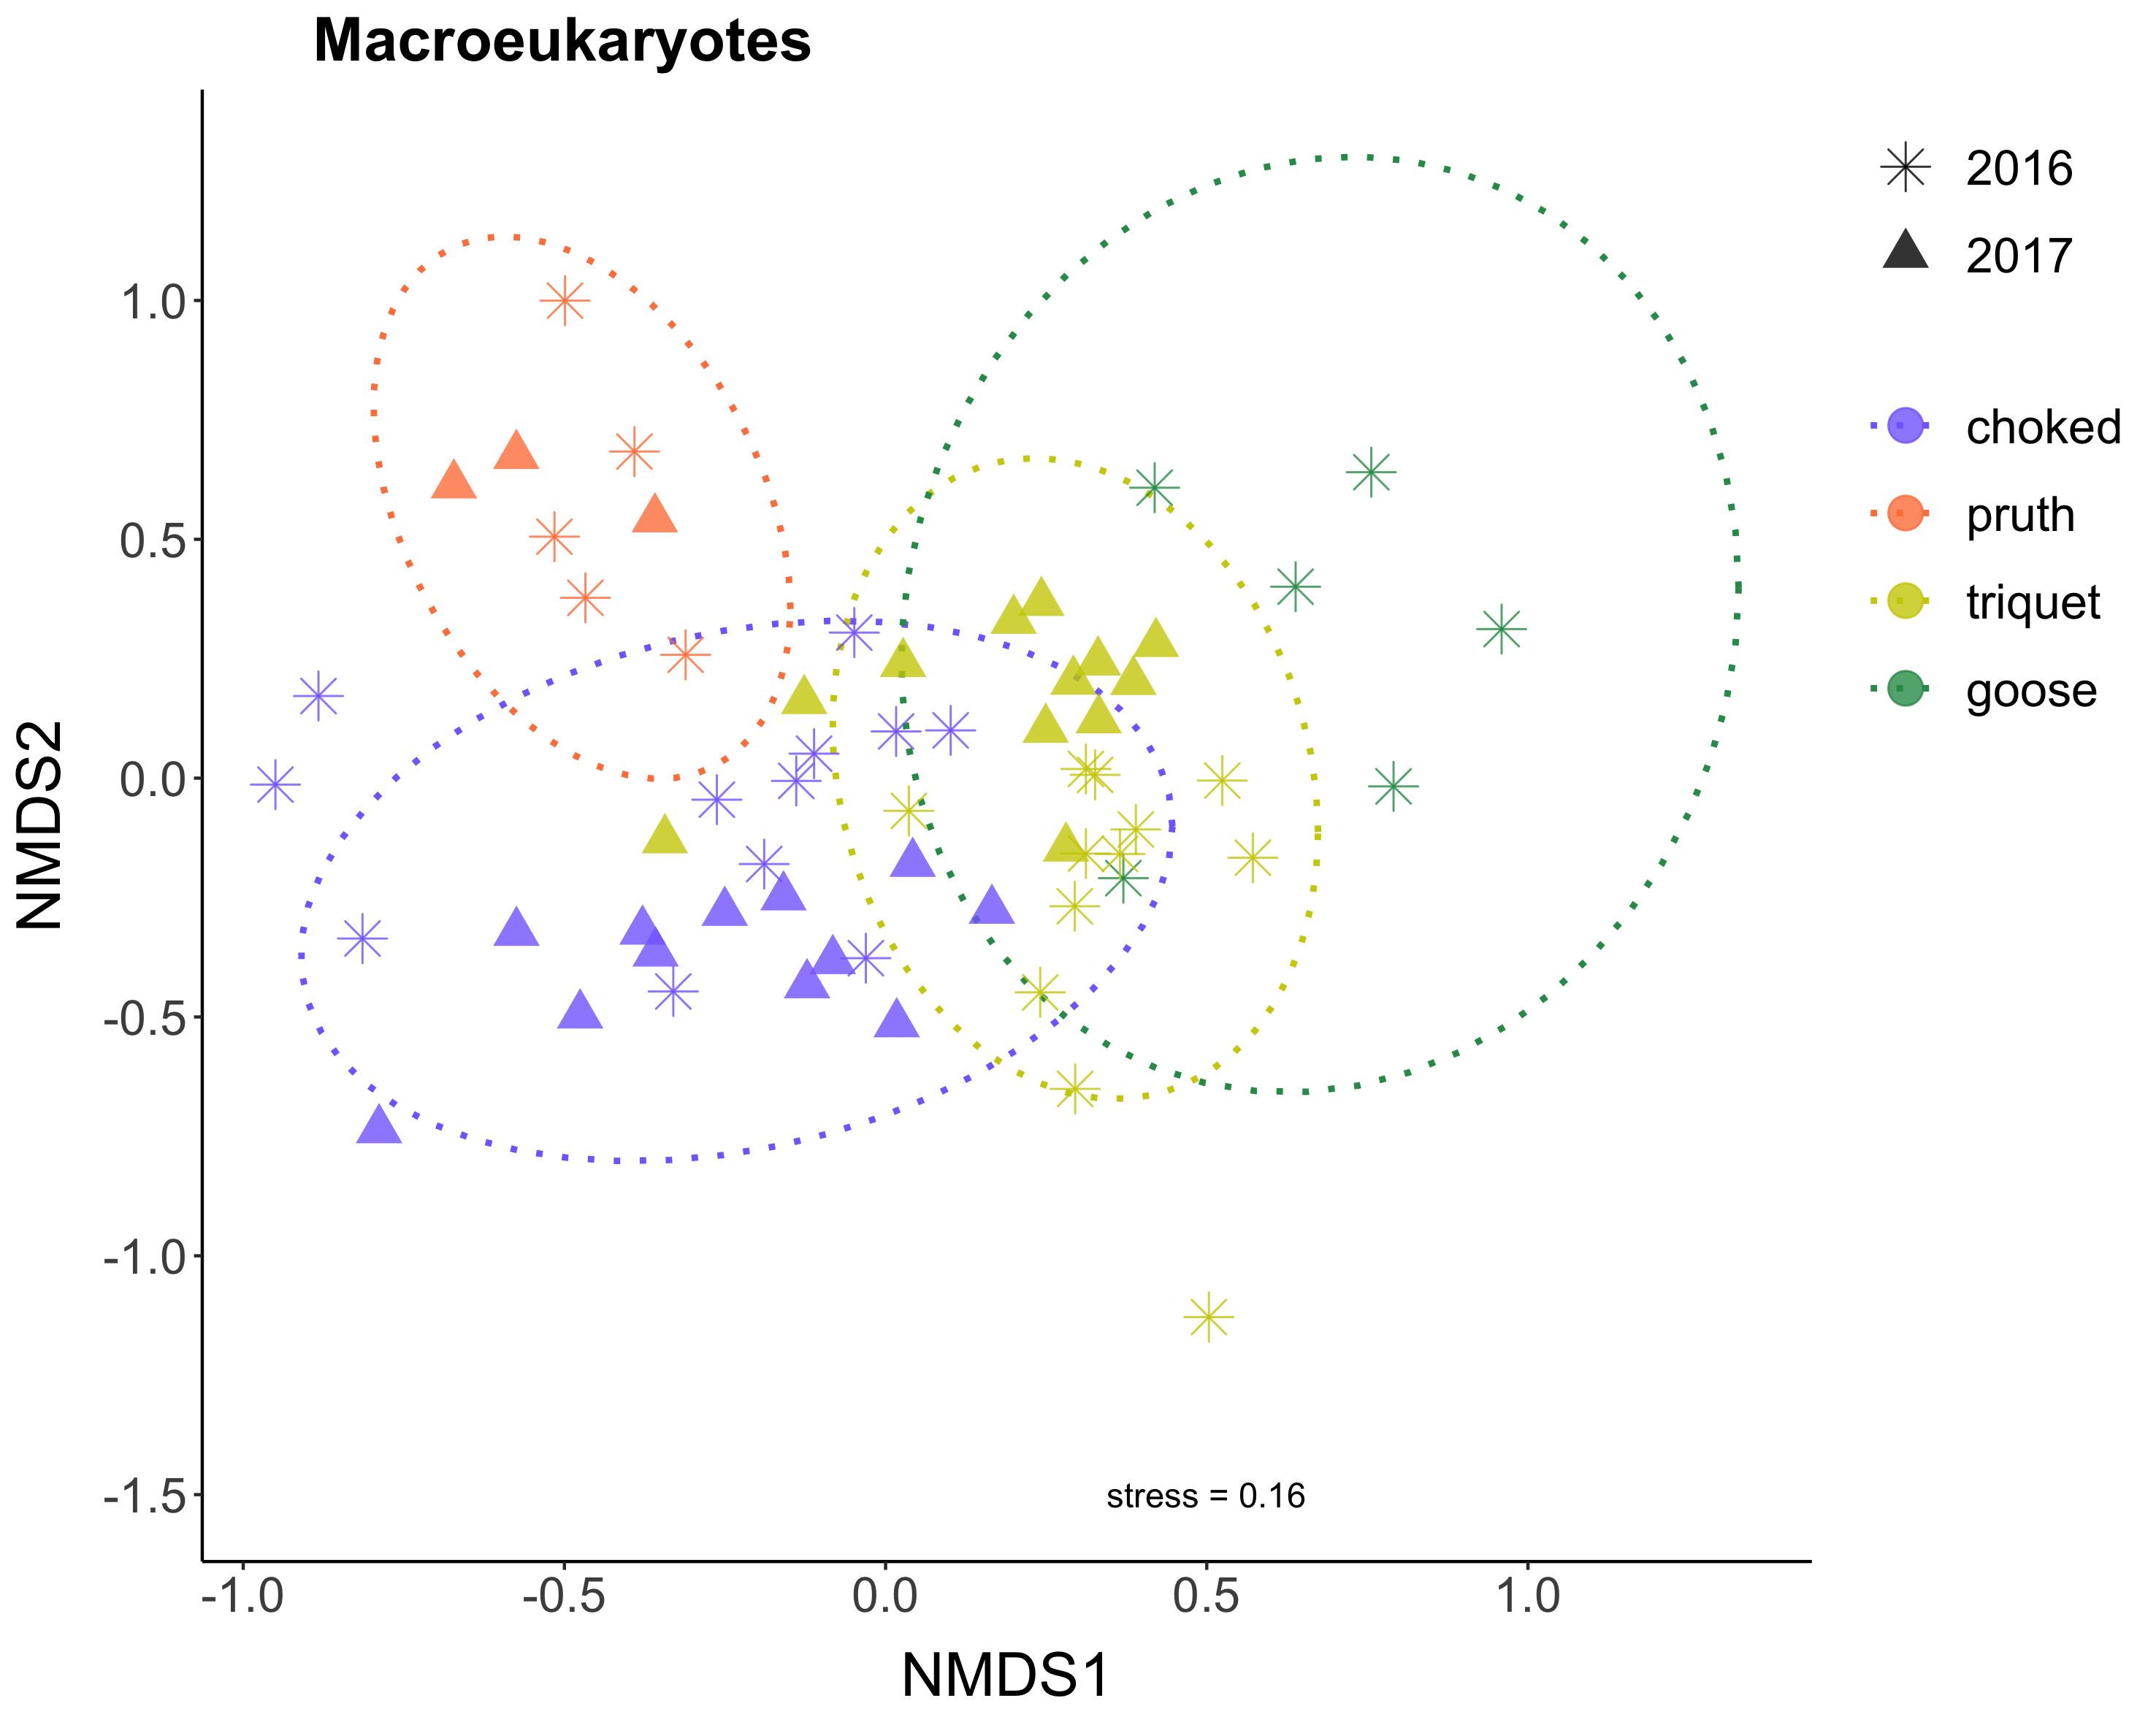 Macroeukaryotes
2016
2017
choked
pruth
triquet
goose
NMDS2
1.0
0.5
0.0
-0.5
-1.0
-1.5
stress = 0.16
-1.0 -0.5 0.0 0.5 1.0
NMDS1